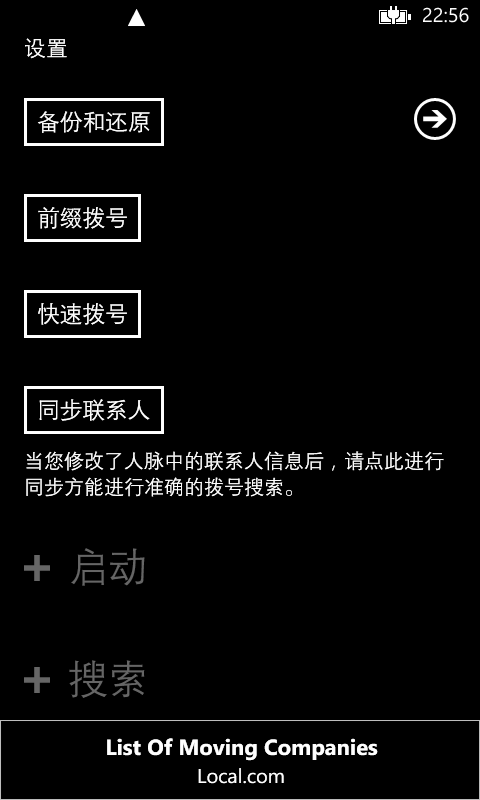 22:56
设置
备份和还原
前缀拨号
快速拨号
同步联系人
当您修改了人脉中的联系人信息后，请点此进行
同步方能进行准确的拨号搜索。
+ 启动
+ 搜索
List Of Moving Companies
Local.com